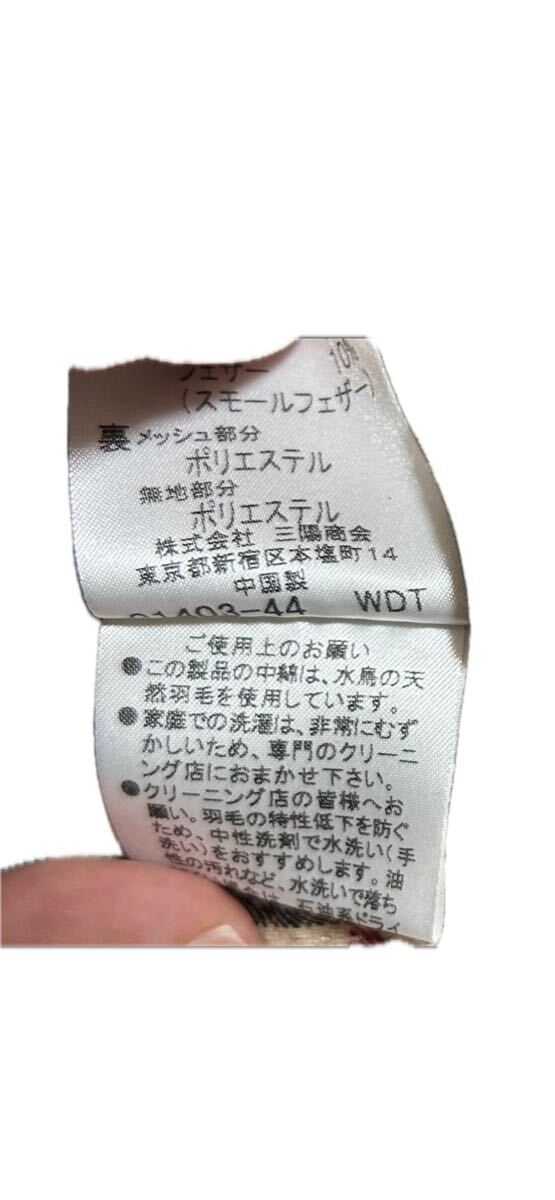 フェザー 10%
(スモールフェザー)
裏 メッシュ部分
ポリエステル
無地部分
ポリエステル
株式会社 三陽商会
東京都新宿区本塩町14
中国製
01493-44 WDT
ご使用上のお願い
●この製品の中綿は、水鳥の天
然羽毛を使用しています。
●家庭での洗濯は、非常にむず
かしいため、専門のクリーニ
ング店におまかせ下さい。
●クリーニング店の皆様へお
願い。羽毛の特性低下を防ぐ
ため、中性洗剤で水洗い(手
洗い)をおすすめします。油
性の汚れなど、水洗いで落ち
石油系ドライ